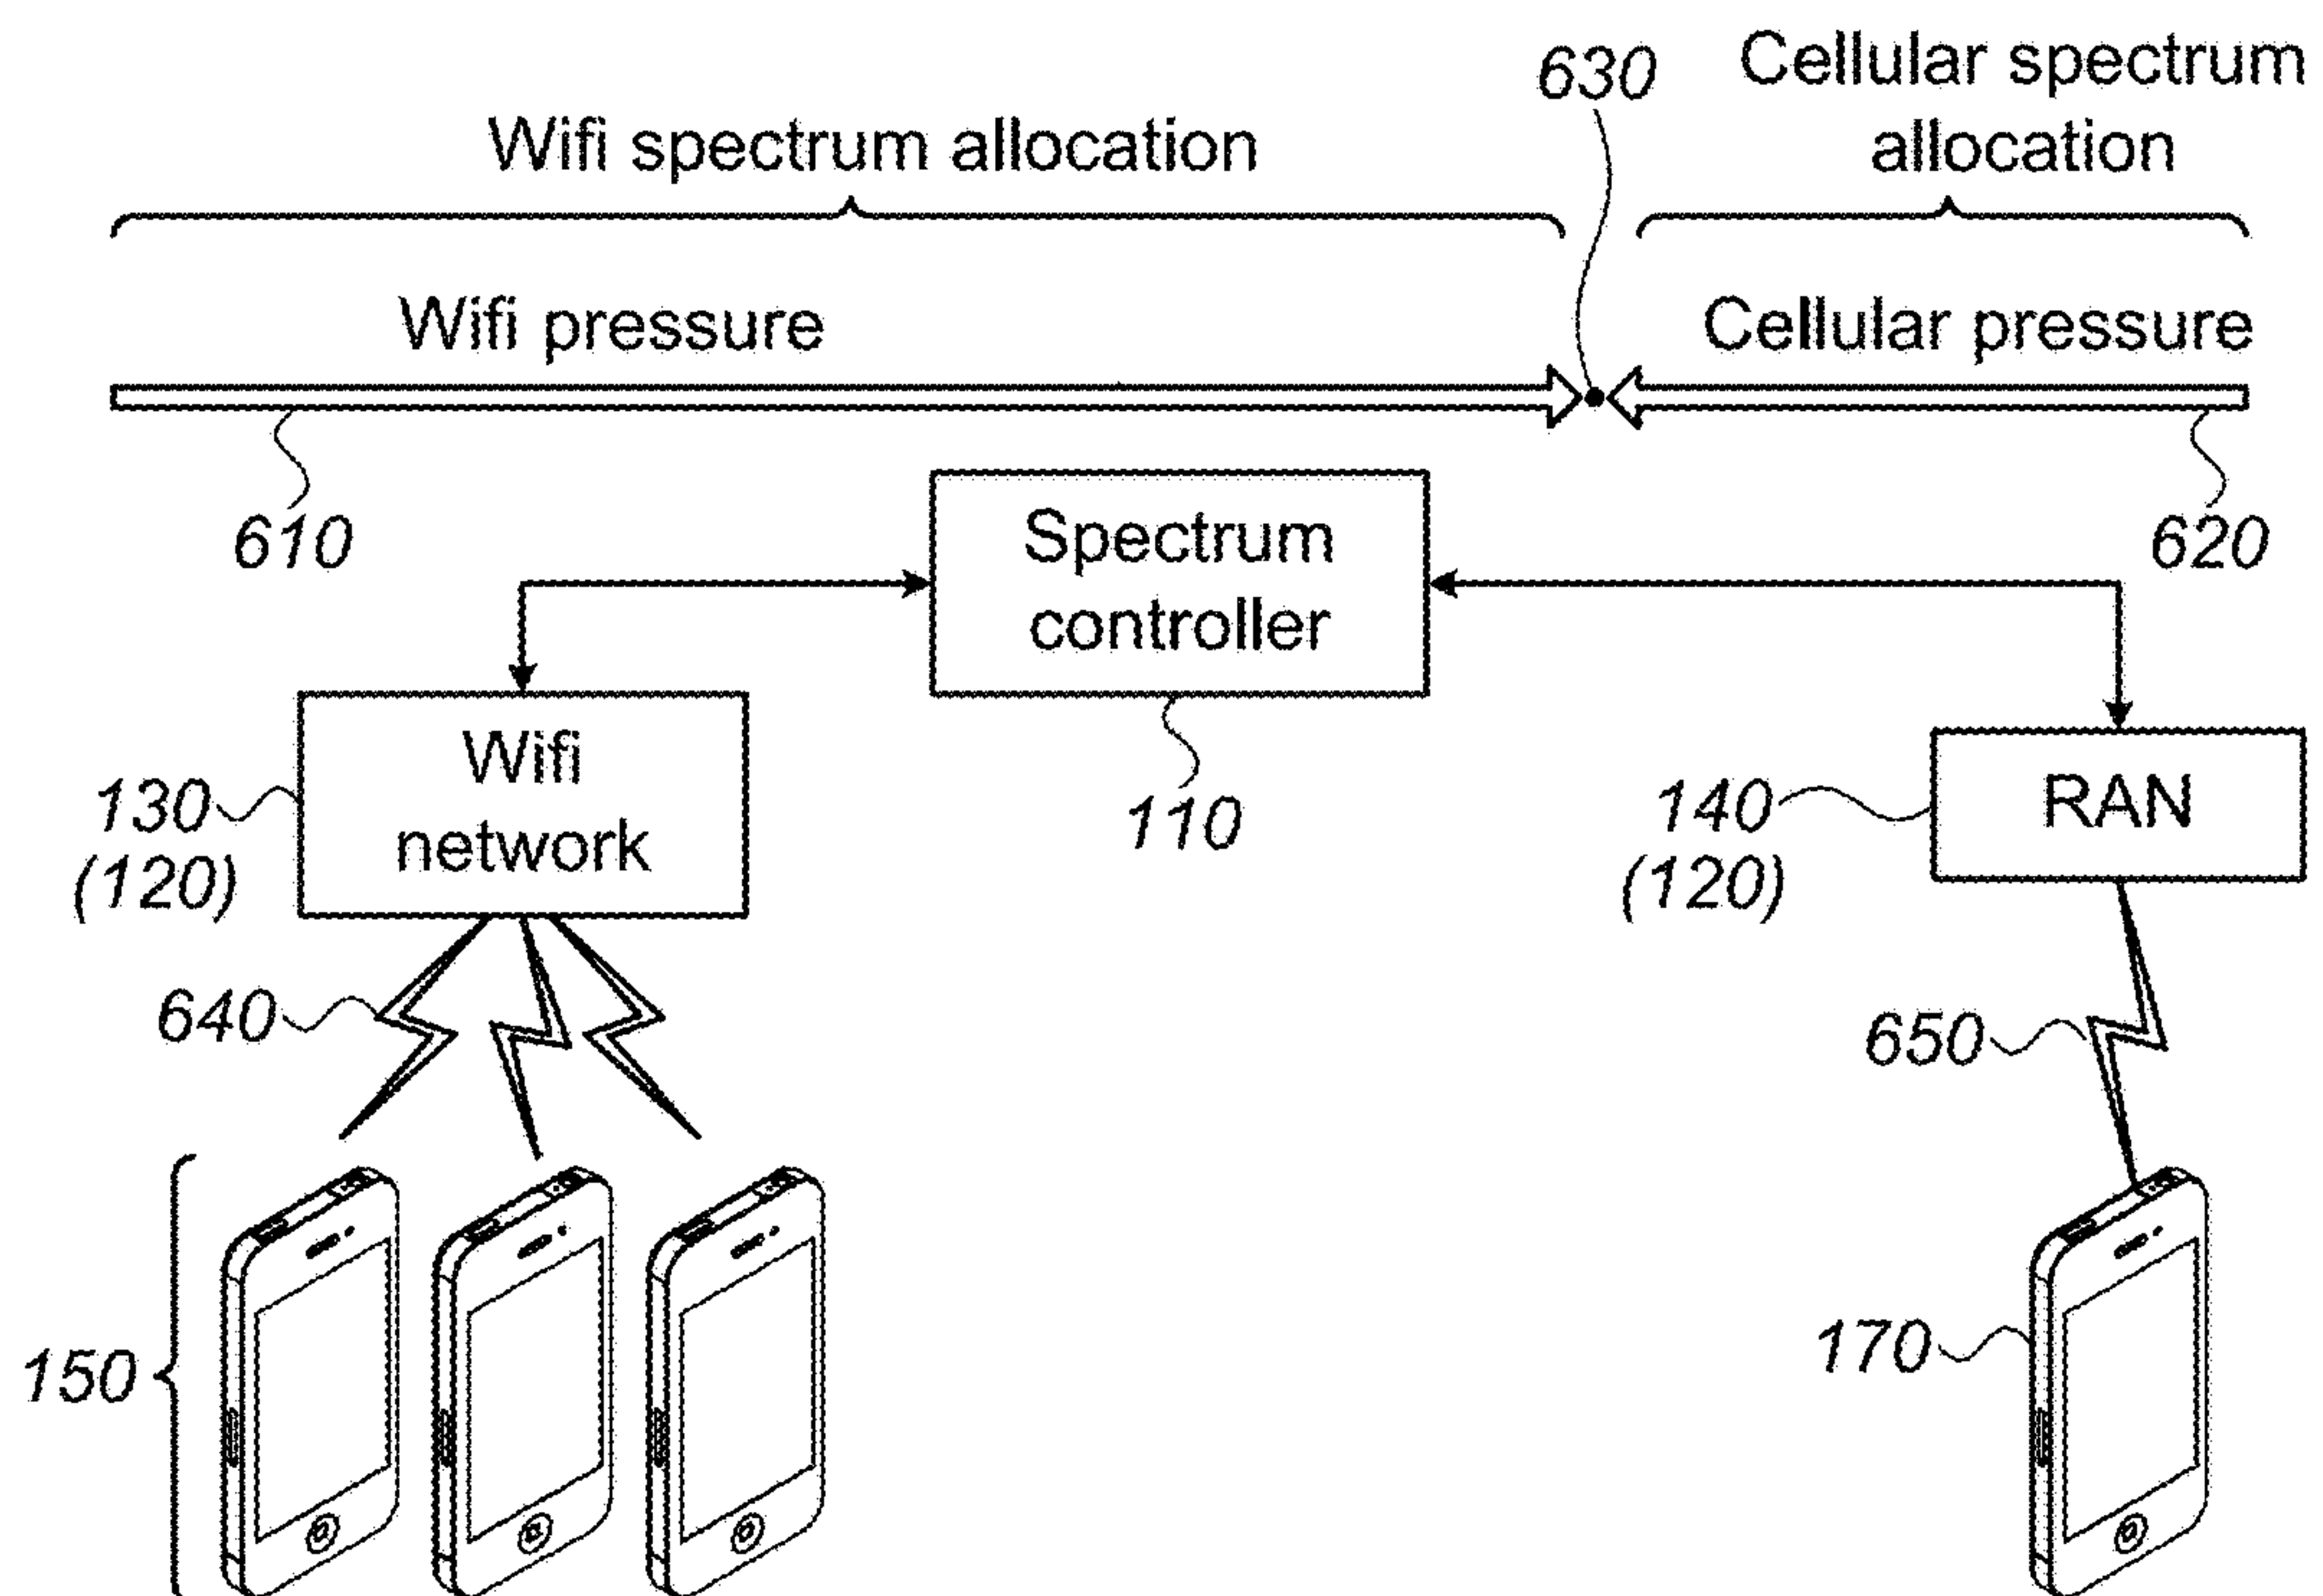 630
Cellular spectrum
allocation
Wifi spectrum allocation
Wifi pressure
Cellular pressure
610
620
Spectrum
controller
110
Wifi
network
130
(120)
RAN
140
(120)
640
650
150
170